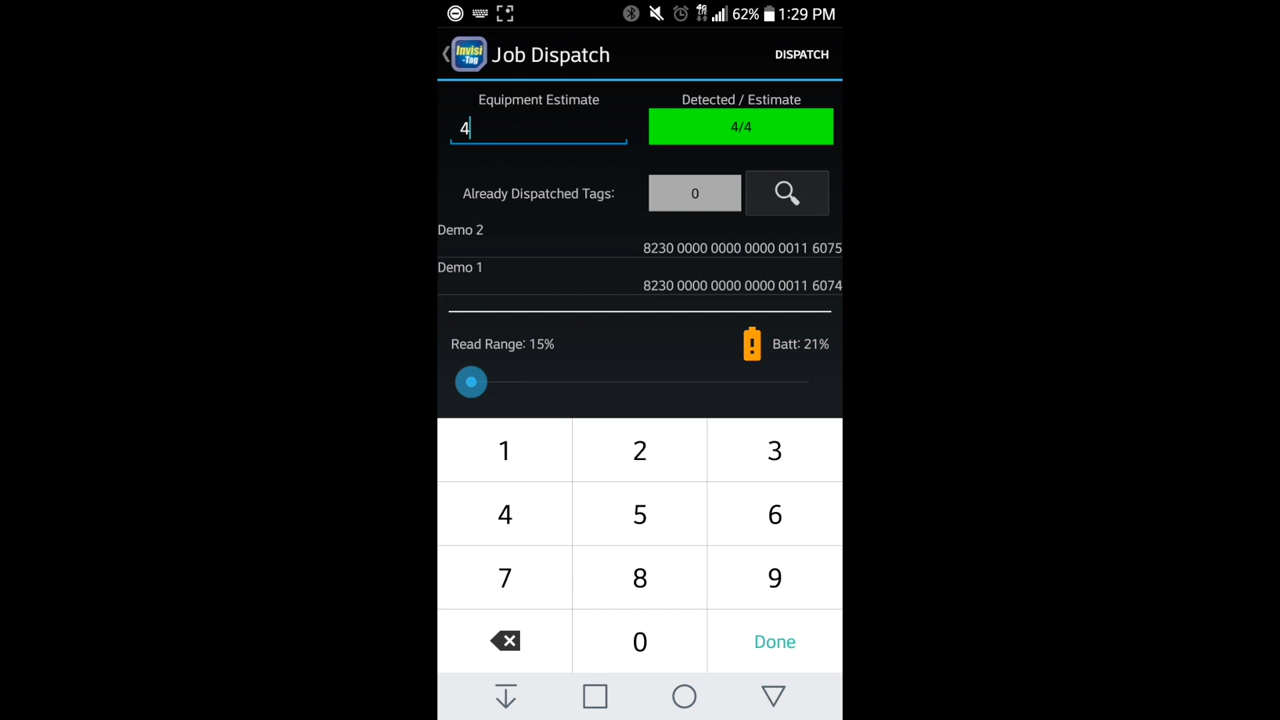 4G LTE 62% 1:29 PM
Invisi-Tag Job Dispatch DISPATCH
Equipment Estimate Detected / Estimate
4 4/4
Already Dispatched Tags: 0
Demo 2
8230 0000 0000 0000 0011 6075
Demo 1
8230 0000 0000 0000 0011 6074
Read Range: 15% Batt: 21%
1 2 3
4 5 6
7 8 9
0 Done